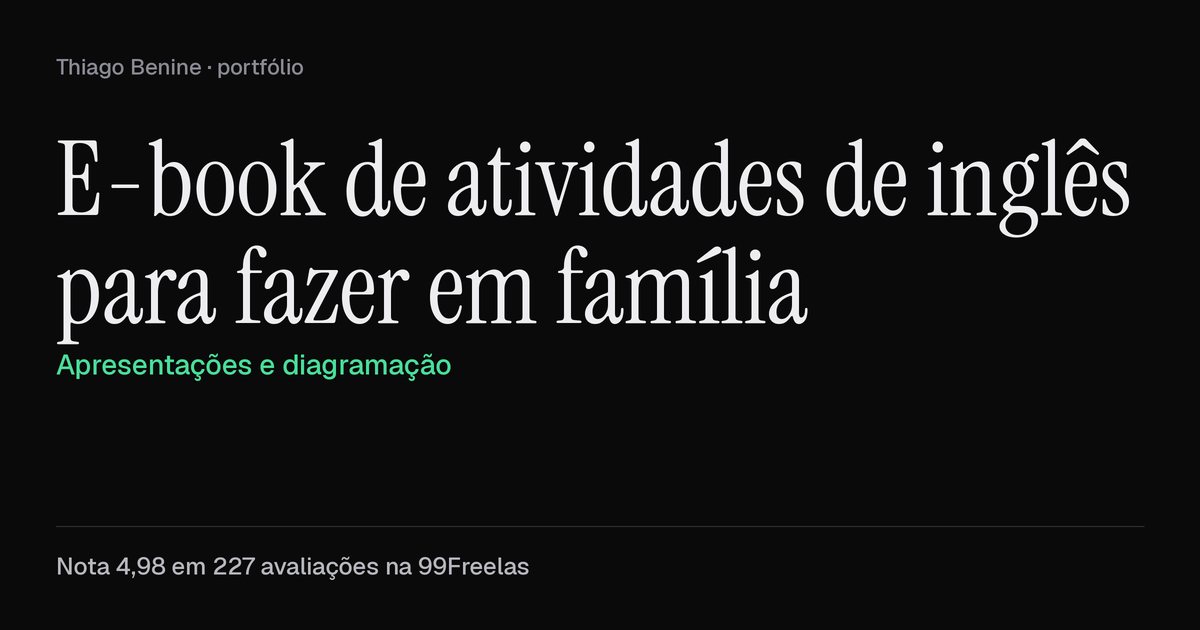 Thiago Benine · portfólio
E-book de atividades de inglês
para fazer em família
Apresentações e diagramação
Nota 4,98 em 227 avaliações na 99Freelas